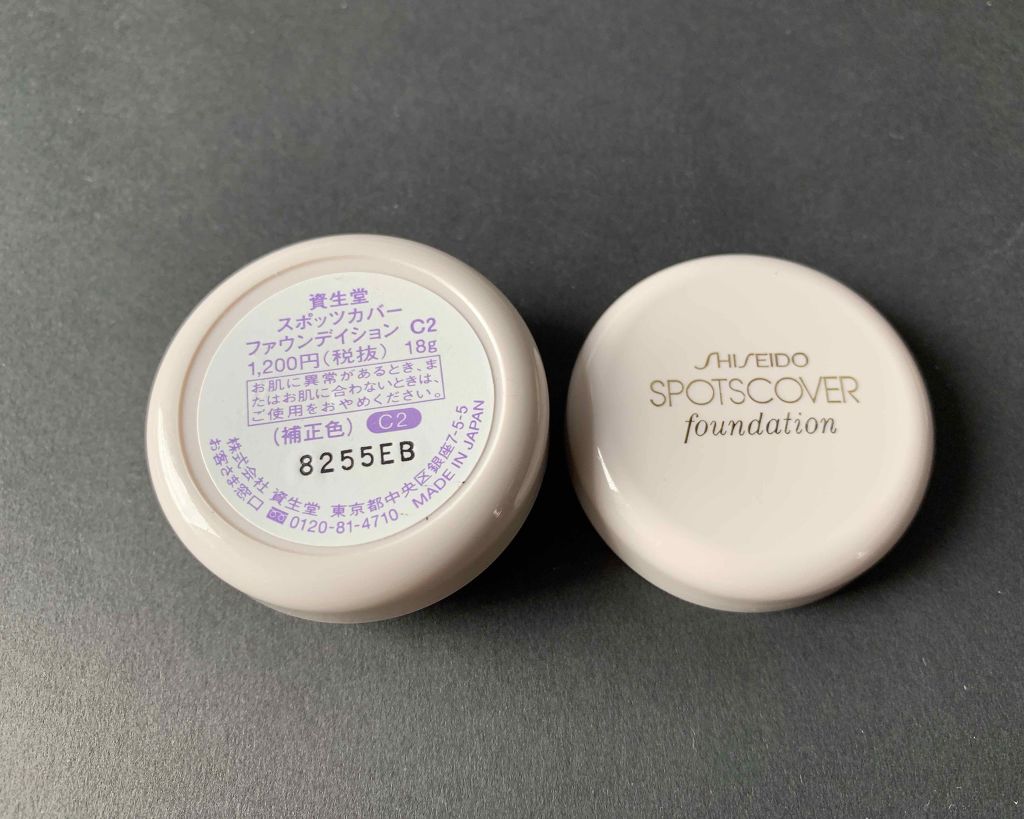 資生堂
スポッツカバー
ファウンデイション C2
1,200円(税抜) 18g
お肌に異常があるとき、ま
たはお肌に合わないときは、
ご使用をおやめください。
(補正色) C2
8255EB
株式会社 資生堂 東京都中央区銀座7-5-5
お客さま窓口 0120-81-4710 MADE IN JAPAN
SHISEIDO
SPOTSCOVER
foundation